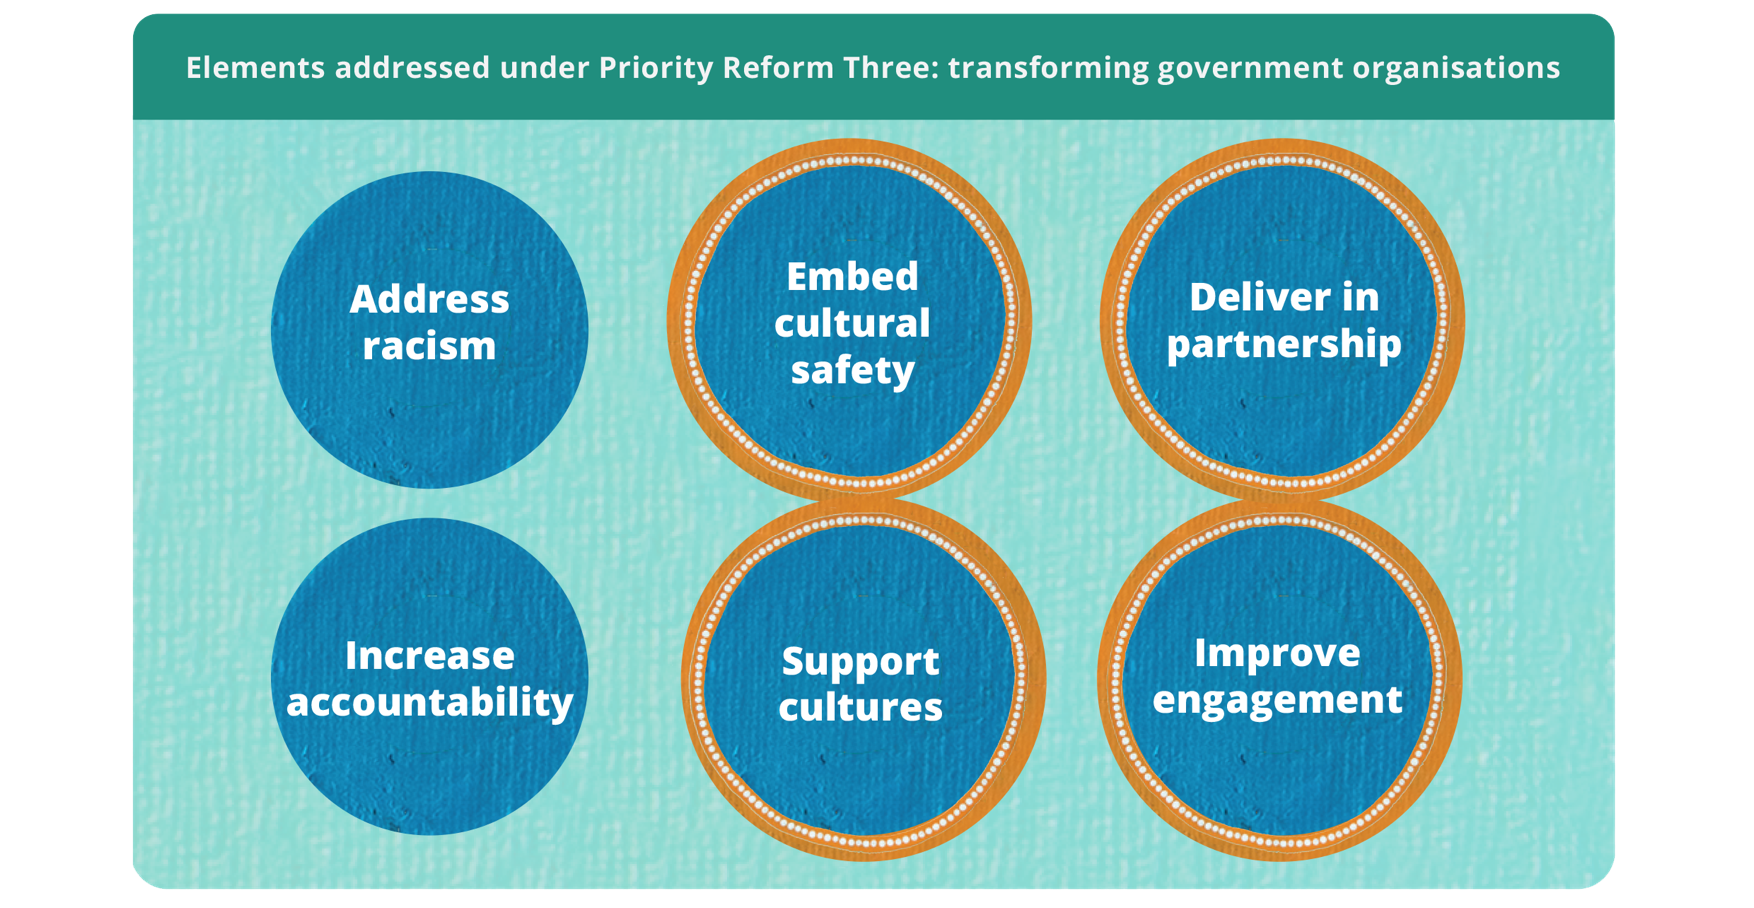 Elements addressed under Priority Reform Three: transforming government organisations
Address
racism
Embed
cultural
safety
Deliver in
partnership
Increase
accountability
Support
cultures
Improve
engagement